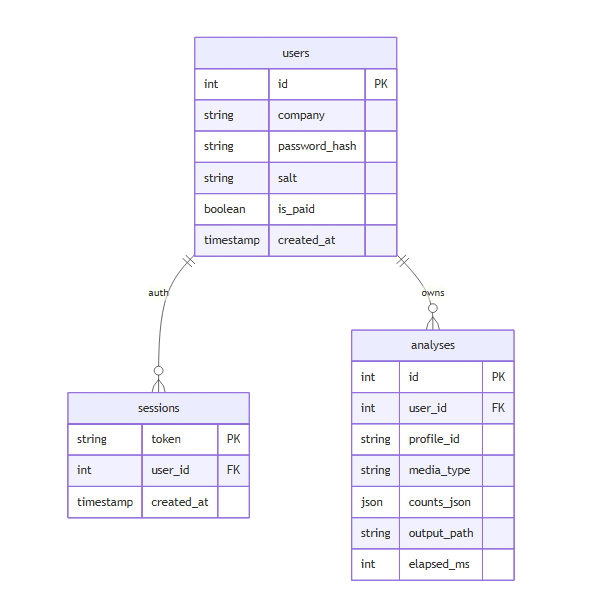 users
int id PK
string company
string password_hash
string salt
boolean is_paid
timestamp created_at
auth
owns
analyses
int id PK
int user_id FK
string profile_id
string media_type
json counts_json
string output_path
int elapsed_ms
sessions
string token PK
int user_id FK
timestamp created_at